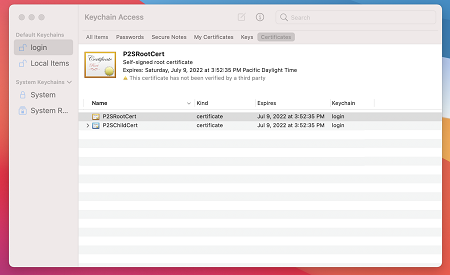 Keychain Access
Search
Default Keychains
login
Local Items
System Keychains
System
System R...
All Items Passwords Secure Notes My Certificates Keys Certificates
Certificate
Root
P2SRootCert
Self-signed root certificate
Expires: Saturday, July 9, 2022 at 3:52:35 PM Pacific Daylight Time
This certificate has not been verified by a third party
Name Kind Expires Keychain
P2SRootCert certificate Jul 9, 2022 at 3:52:35 PM login
P2SChildCert certificate Jul 9, 2022 at 3:52:35 PM login